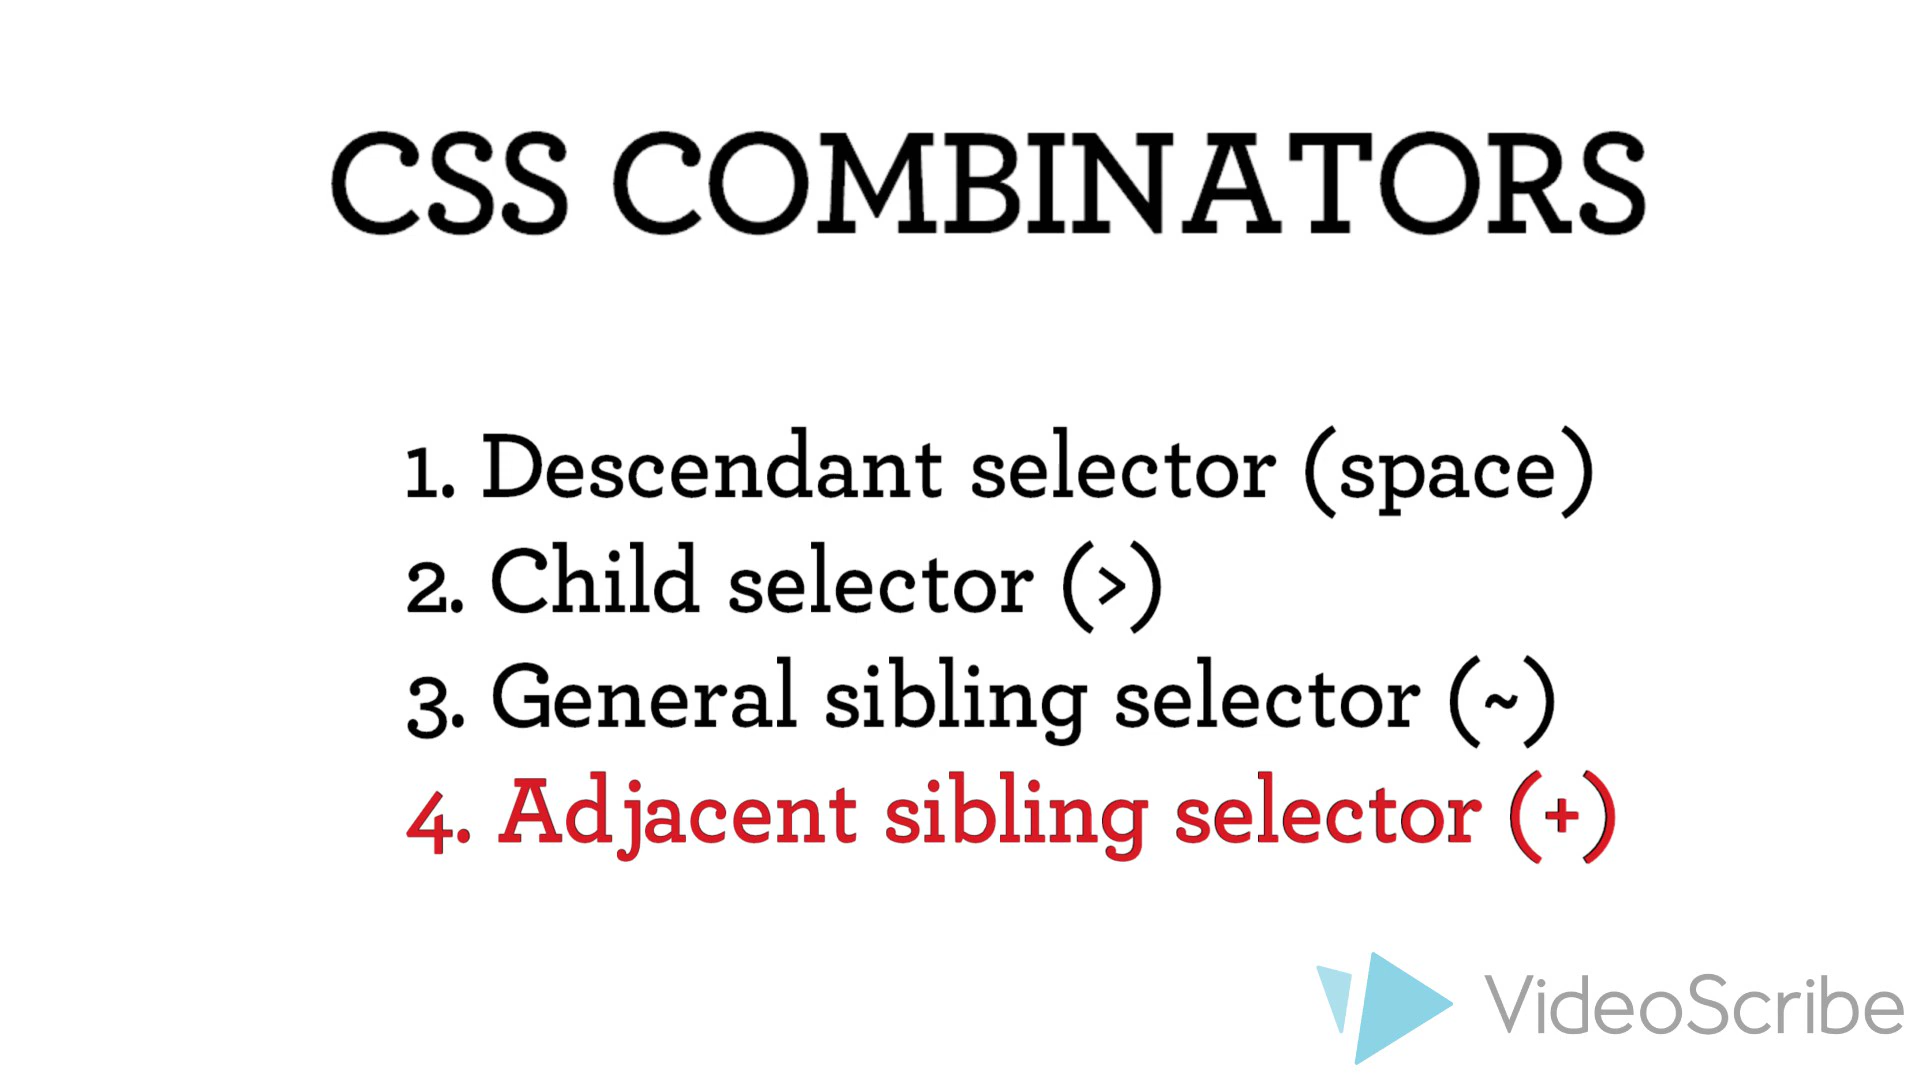 CSS COMBINATORS
1. Descendant selector (space)
2. Child selector (>)
3. General sibling selector (~)
4. Adjacent sibling selector (+)
VideoScribe